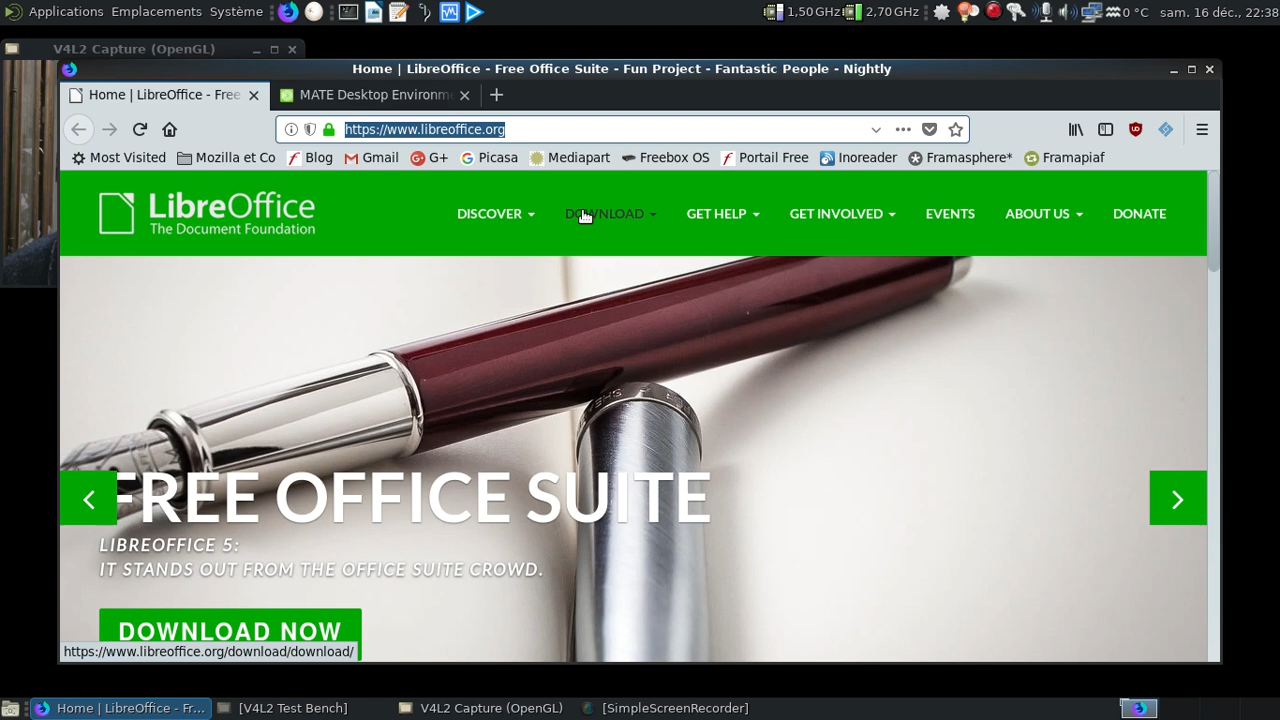 Applications Emplacements Système 1,50 GHz 2,70 GHz 0 °C sam. 16 déc., 22:38
V4L2 Capture (OpenGL)
Home | LibreOffice - Free Office Suite - Fun Project - Fantastic People - Nightly
Home | LibreOffice - Free MATE Desktop Environm
https://www.libreoffice.org
Most Visited Mozilla et Co Blog Gmail G+ Picasa Mediapart Freebox OS Portail Free Inoreader Framasphere* Framapiaf
LibreOffice
The Document Foundation
DISCOVER DOWNLOAD GET HELP GET INVOLVED EVENTS ABOUT US DONATE
FREE OFFICE SUITE
LIBREOFFICE 5:
IT STANDS OUT FROM THE OFFICE SUITE CROWD.
DOWNLOAD NOW
https://www.libreoffice.org/download/download/
Home | LibreOffice - Fr... [V4L2 Test Bench] V4L2 Capture (OpenGL) [SimpleScreenRecorder]